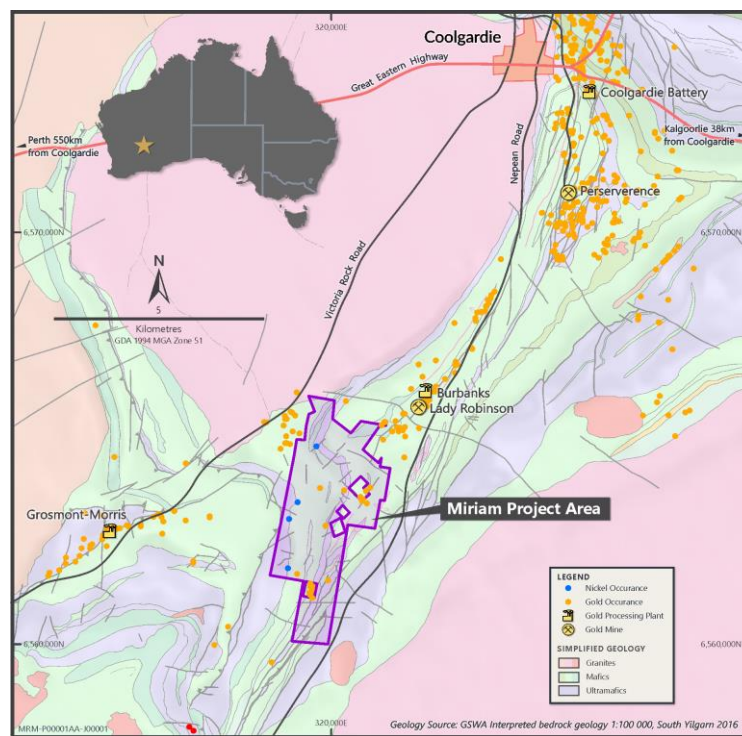 320,000E
Coolgardie
Great Eastern Highway
Coolgardie Battery
Perth 550km
from Coolgardie
Kalgoorlie 38km
from Coolgardie
Nepean Road
Perserverence
6,570,000N
6,570,000N
Victoria Rock Road
N
5
Kilometres
GDA 1994 MGA Zone 51
Burbanks
Lady Robinson
Miriam Project Area
Grosmont-Morris
LEGEND
Nickel Occurance
Gold Occurance
Gold Processing Plant
Gold Mine
SIMPLIFIED GEOLOGY
Granites
Mafics
Ultramafics
6,560,000N
6,560,000N
MRM-P00001AA-J00001
320,000E
Geology Source: GSWA Interpreted bedrock geology 1:100 000, South Yilgarn 2016